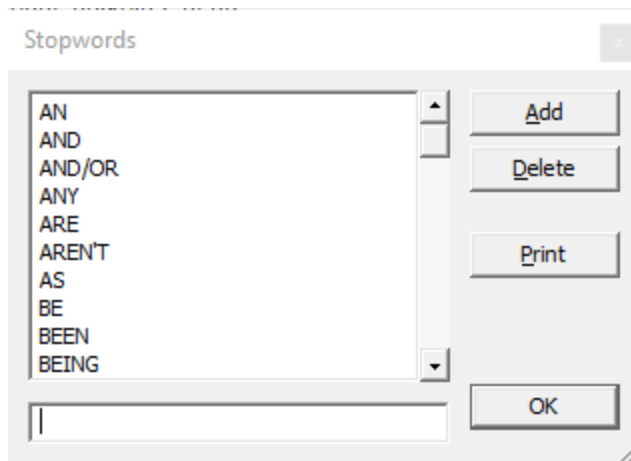 Stopwords
x
AN
AND
AND/OR
ANY
ARE
AREN'T
AS
BE
BEEN
BEING
Add
Delete
Print
OK